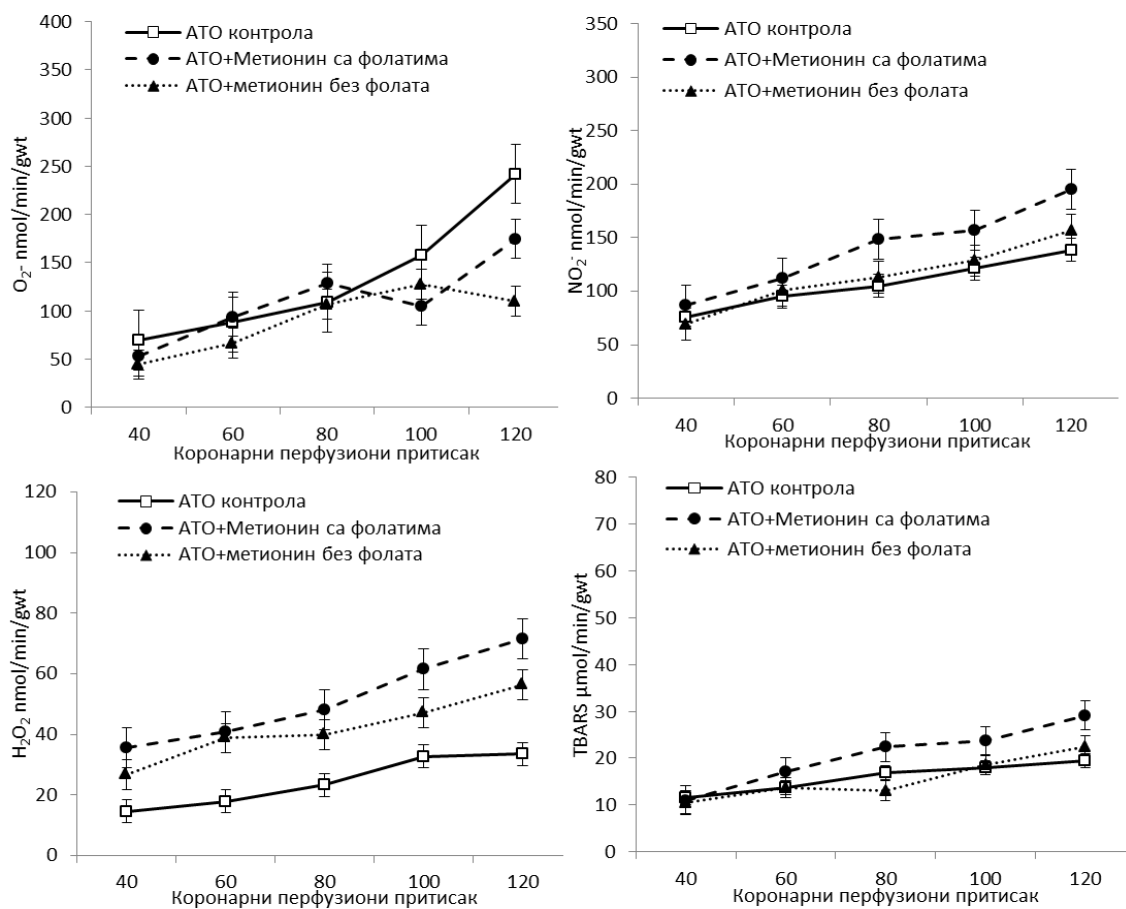 АТО контрола
АТО+Метионин са фолатима
АТО+метионин без фолата
O₂- nmol/min/gwt
400
350
300
250
200
150
100
50
0
40 60 80 100 120
Коронарни перфузиони притисак
АТО контрола
АТО+Метионин са фолатима
АТО+метионин без фолата
NO₂⁻ nmol/min/gwt
350
300
250
200
150
100
50
0
40 60 80 100 120
Коронарни перфузиони притисак
АТО контрола
АТО+Метионин са фолатима
АТО+метионин без фолата
H₂O₂ nmol/min/gwt
120
100
80
60
40
20
0
40 60 80 100 120
Коронарни перфузиони притисак
АТО контрола
АТО+Метионин са фолатима
АТО+метионин без фолата
TBARS µmol/min/gwt
80
70
60
50
40
30
20
10
0
40 60 80 100 120
Коронарни перфузиони притисак